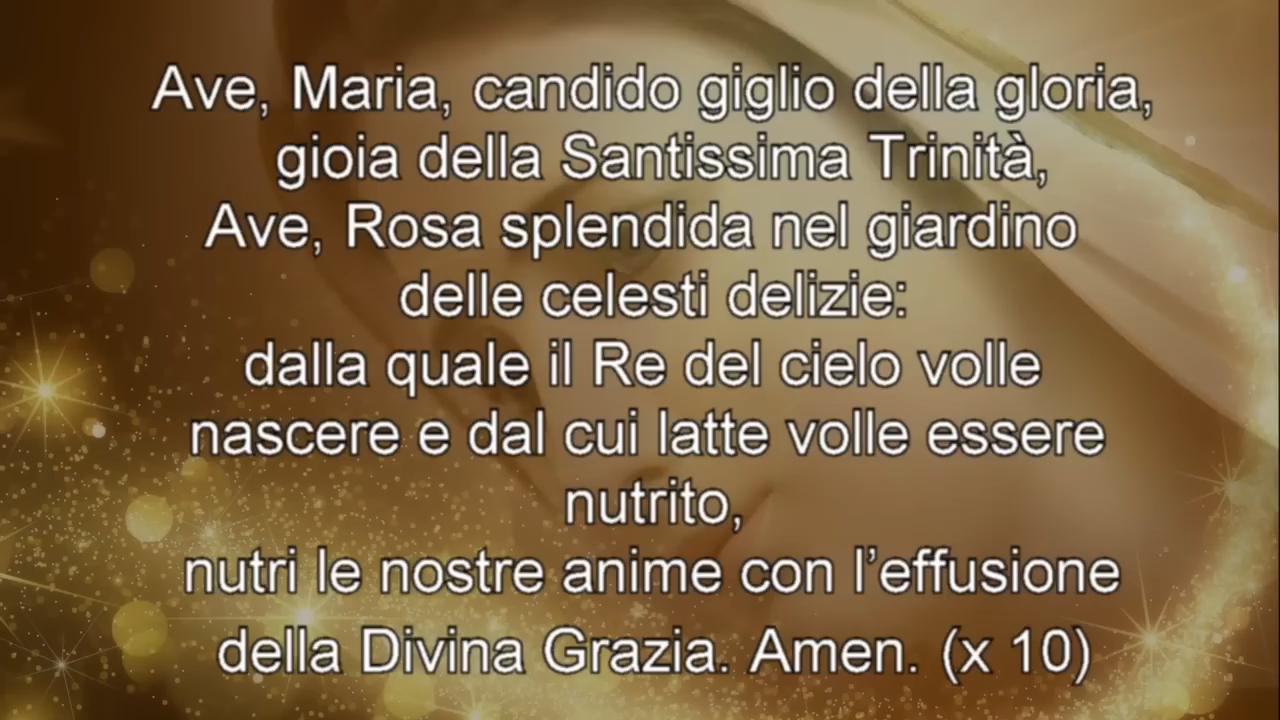 Ave, Maria, candido giglio della gloria,
gioia della Santissima Trinità,
Ave, Rosa splendida nel giardino
delle celesti delizie:
dalla quale il Re del cielo volle
nascere e dal cui latte volle essere
nutrito,
nutri le nostre anime con l’effusione
della Divina Grazia. Amen. (x 10)